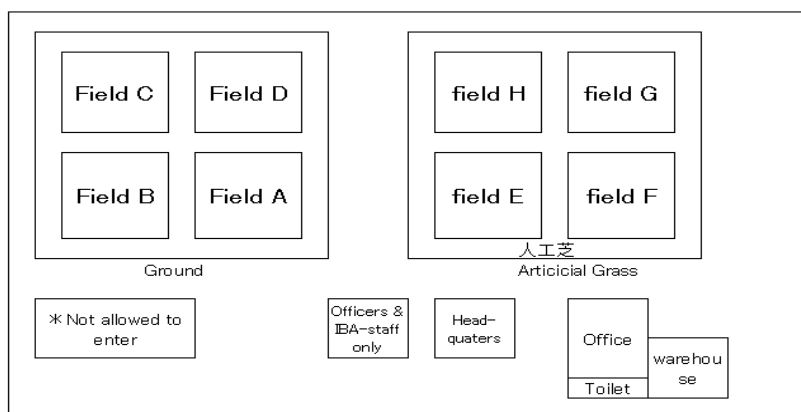 Field C
Field D
field H
field G
Field B
Field A
field E
field F
人工芝
Ground
Articicial Grass
＊Not allowed to
enter
Officers &
IBA-staff
only
Head-
quaters
Office
Toilet
warehou
se